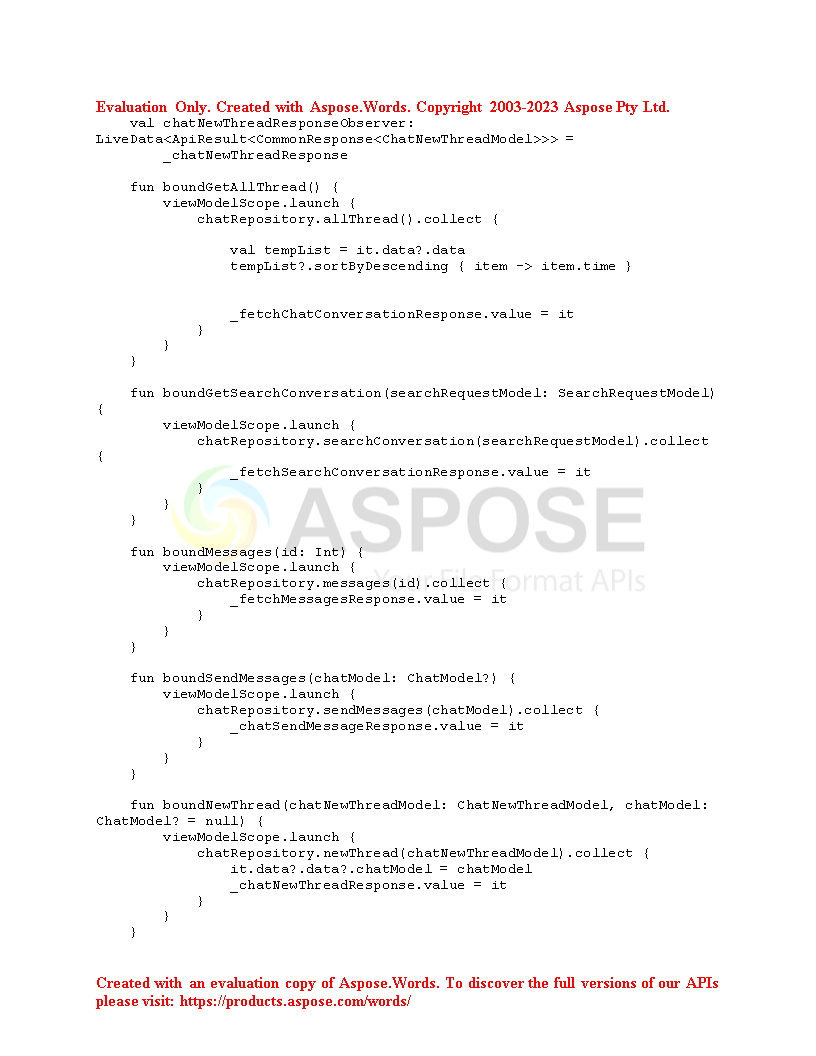 Evaluation Only. Created with Aspose.Words. Copyright 2003-2023 Aspose Pty Ltd.
    val chatNewThreadResponseObserver:
LiveData<ApiResult<CommonResponse<ChatNewThreadModel>>> =
        _chatNewThreadResponse

    fun boundGetAllThread() {
        viewModelScope.launch {
            chatRepository.allThread().collect {

                val tempList = it.data?.data
                tempList?.sortByDescending { item -> item.time }


                _fetchChatConversationResponse.value = it
            }
        }
    }

    fun boundGetSearchConversation(searchRequestModel: SearchRequestModel)
{
        viewModelScope.launch {
            chatRepository.searchConversation(searchRequestModel).collect
{
                _fetchSearchConversationResponse.value = it
            }
        }
    }
ASPOSE

    fun boundMessages(id: Int) {
        viewModelScope.launch {
            chatRepository.messages(id).collect {
Your File Format APIs
                _fetchMessagesResponse.value = it
            }
        }
    }

    fun boundSendMessages(chatModel: ChatModel?) {
        viewModelScope.launch {
            chatRepository.sendMessages(chatModel).collect {
                _chatSendMessageResponse.value = it
            }
        }
    }

    fun boundNewThread(chatNewThreadModel: ChatNewThreadModel, chatModel:
ChatModel? = null) {
        viewModelScope.launch {
            chatRepository.newThread(chatNewThreadModel).collect {
                it.data?.data?.chatModel = chatModel
                _chatNewThreadResponse.value = it
            }
        }
    }

Created with an evaluation copy of Aspose.Words. To discover the full versions of our APIs
please visit: https://products.aspose.com/words/